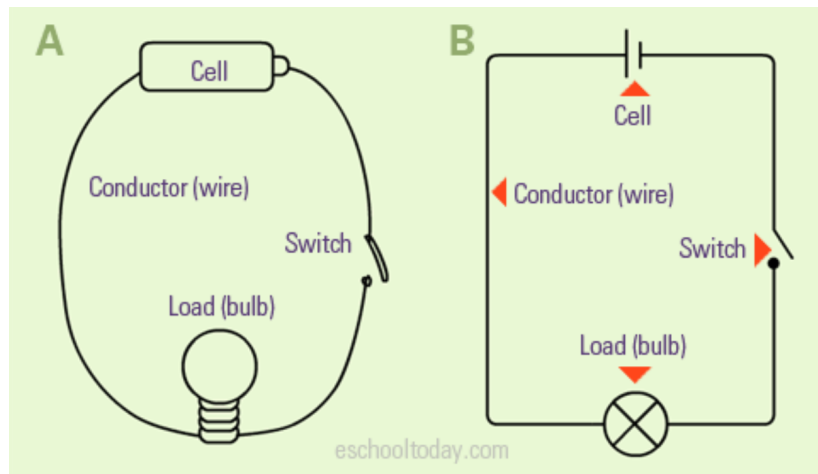 A
Cell
Conductor (wire)
Switch
Load (bulb)
B
Cell
Conductor (wire)
Switch
Load (bulb)
eschooltoday.com